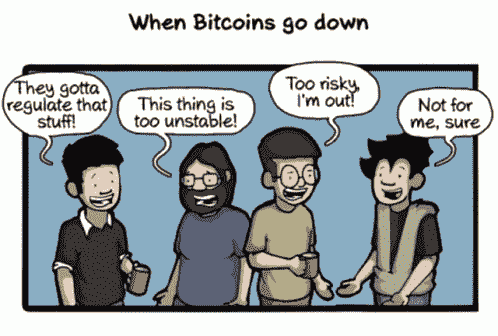 When Bitcoins go down
They gotta
regulate that
stuff!
This thing is
too unstable!
Too risky,
I'm out!
Not for
me, sure